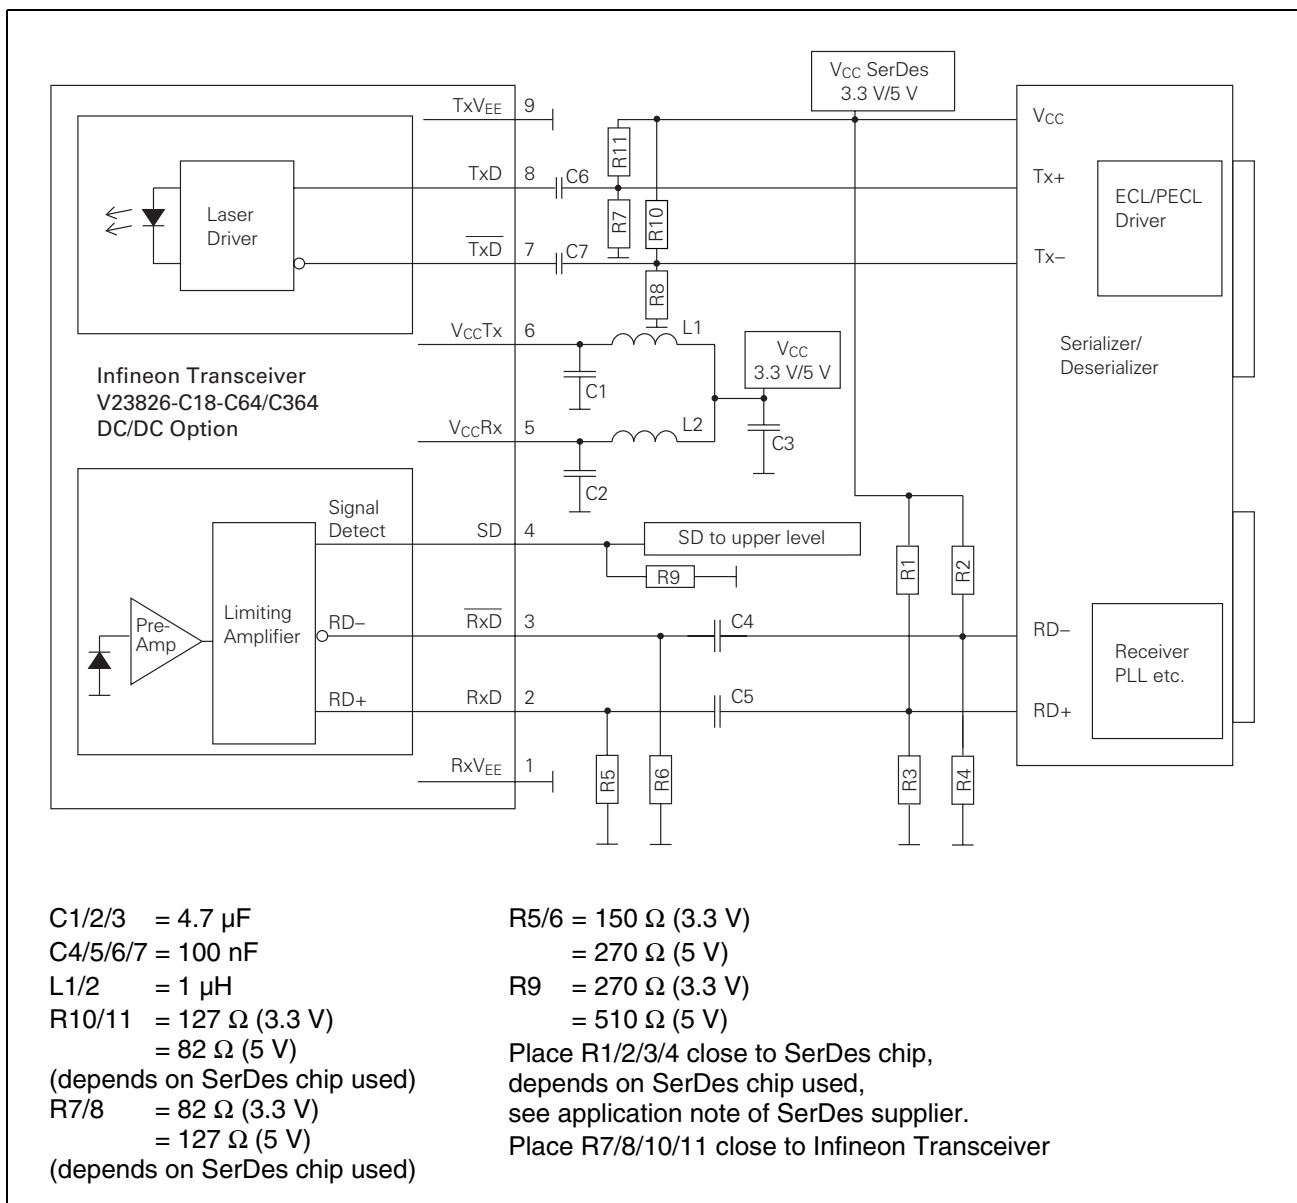 VCC SerDes
3.3 V/5 V
TxVEE 9
VCC
R11
TxD 8 C6
Tx+
ECL/PECL
Driver
Laser
Driver
R7
R10
TxD 7 C7
Tx−
R8
VCCTx 6 L1
VCC
3.3 V/5 V
Serializer/
Deserializer
Infineon Transceiver
V23826-C18-C64/C364
DC/DC Option
C1
VCCRx 5 L2
C3
C2
Signal
Detect
SD 4
SD to upper level
R9
R1
R2
Pre-
Amp
Limiting
Amplifier
RD−
RxD 3 C4
RD−
Receiver
PLL etc.
RD+
RxD 2 C5
RD+
RxVEE 1
R5
R6
R3
R4
C1/2/3 = 4.7 µF
C4/5/6/7 = 100 nF
L1/2 = 1 µH
R10/11 = 127 Ω (3.3 V)
= 82 Ω (5 V)
(depends on SerDes chip used)
R7/8 = 82 Ω (3.3 V)
= 127 Ω (5 V)
(depends on SerDes chip used)
R5/6 = 150 Ω (3.3 V)
= 270 Ω (5 V)
R9 = 270 Ω (3.3 V)
= 510 Ω (5 V)
Place R1/2/3/4 close to SerDes chip,
depends on SerDes chip used,
see application note of SerDes supplier.
Place R7/8/10/11 close to Infineon Transceiver